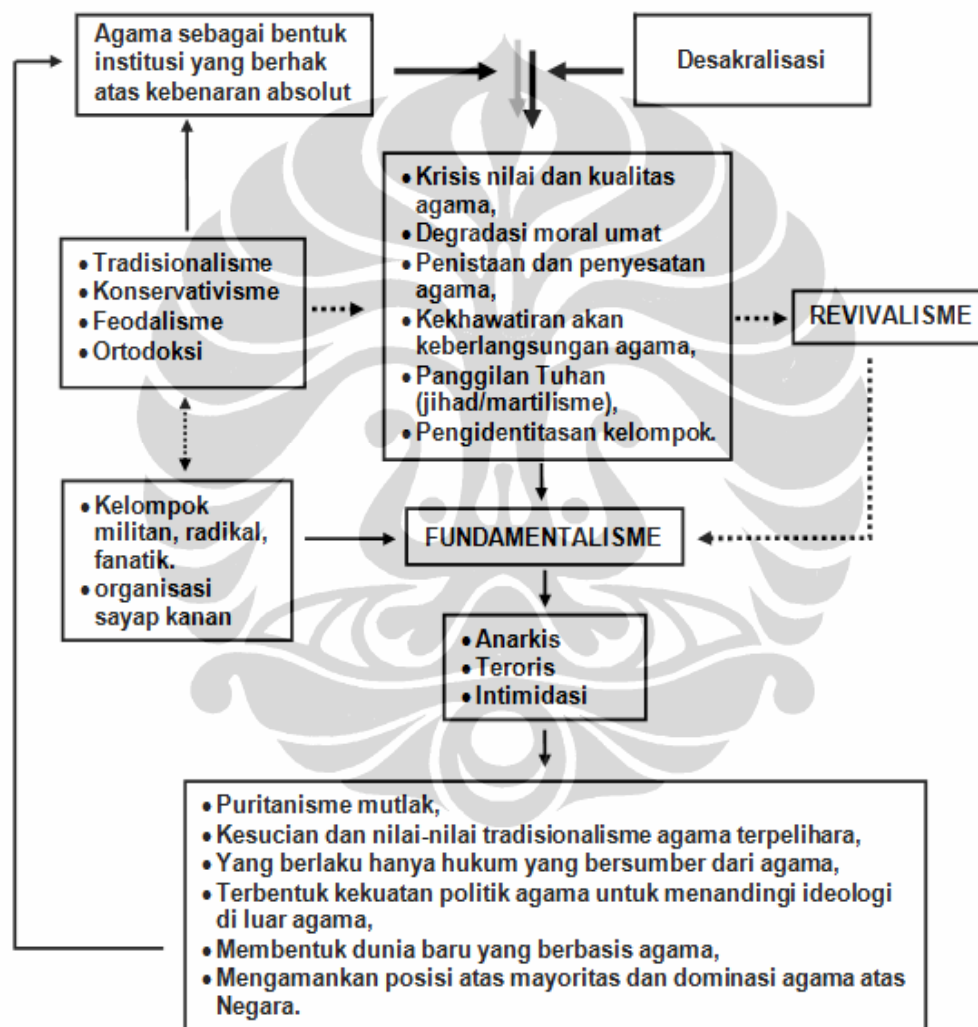 Agama sebagai bentuk
institusi yang berhak
atas kebenaran absolut
Desakralisasi
• Krisis nilai dan kualitas
agama,
• Degradasi moral umat
• Penistaan dan penyesatan
agama,
• Kekhawatiran akan
keberlangsungan agama,
• Panggilan Tuhan
(jihad/martilisme),
• Pengidentitasan kelompok.
• Tradisionalisme
• Konservativisme
• Feodalisme
• Ortodoksi
REVIVALISME
• Kelompok
militan, radikal,
fanatik.
• organisasi
sayap kanan
FUNDAMENTALISME
• Anarkis
• Teroris
• Intimidasi
• Puritanisme mutlak,
• Kesucian dan nilai-nilai tradisionalisme agama terpelihara,
• Yang berlaku hanya hukum yang bersumber dari agama,
• Terbentuk kekuatan politik agama untuk menandingi ideologi
di luar agama,
• Membentuk dunia baru yang berbasis agama,
• Mengamankan posisi atas mayoritas dan dominasi agama atas
Negara.